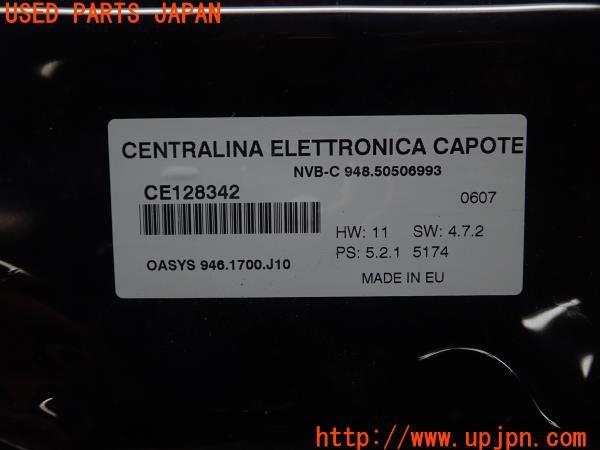 USED PARTS JAPAN
CENTRALINA ELETTRONICA CAPOTE
NVB-C 948.50506993
CE128342
0607
HW: 11 SW: 4.7.2
PS: 5.2.1 5174
OASYS 946.1700.J10
MADE IN EU
http://www.upjpn.com/